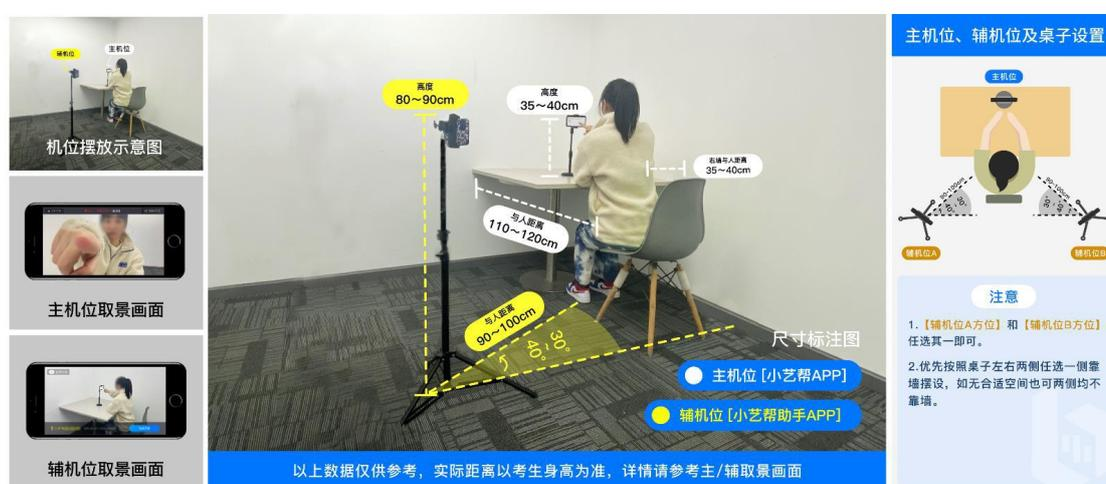 辅机位
主机位
机位摆放示意图
主机位取景画面
辅机位取景画面
高度
80～90cm
高度
35～40cm
右墙与人距离
35～40cm
与人距离
110～120cm
与人距离
90～100cm
30°
~
40°
尺寸标注图
主机位 [小艺帮APP]
辅机位 [小艺帮助手APP]
以上数据仅供参考，实际距离以考生身高为准，详情请参考主/辅取景画面
主机位、辅机位及桌子设置
主机位
90~100cm
30°
~
40°
90~100cm
30°
~
40°
辅机位A
辅机位B
注意
1.【辅机位A方位】和【辅机位B方位】
任选其一即可。
2.优先按照桌子左右两侧任选一侧靠
墙摆设，如无合适空间也可两侧均不
靠墙。